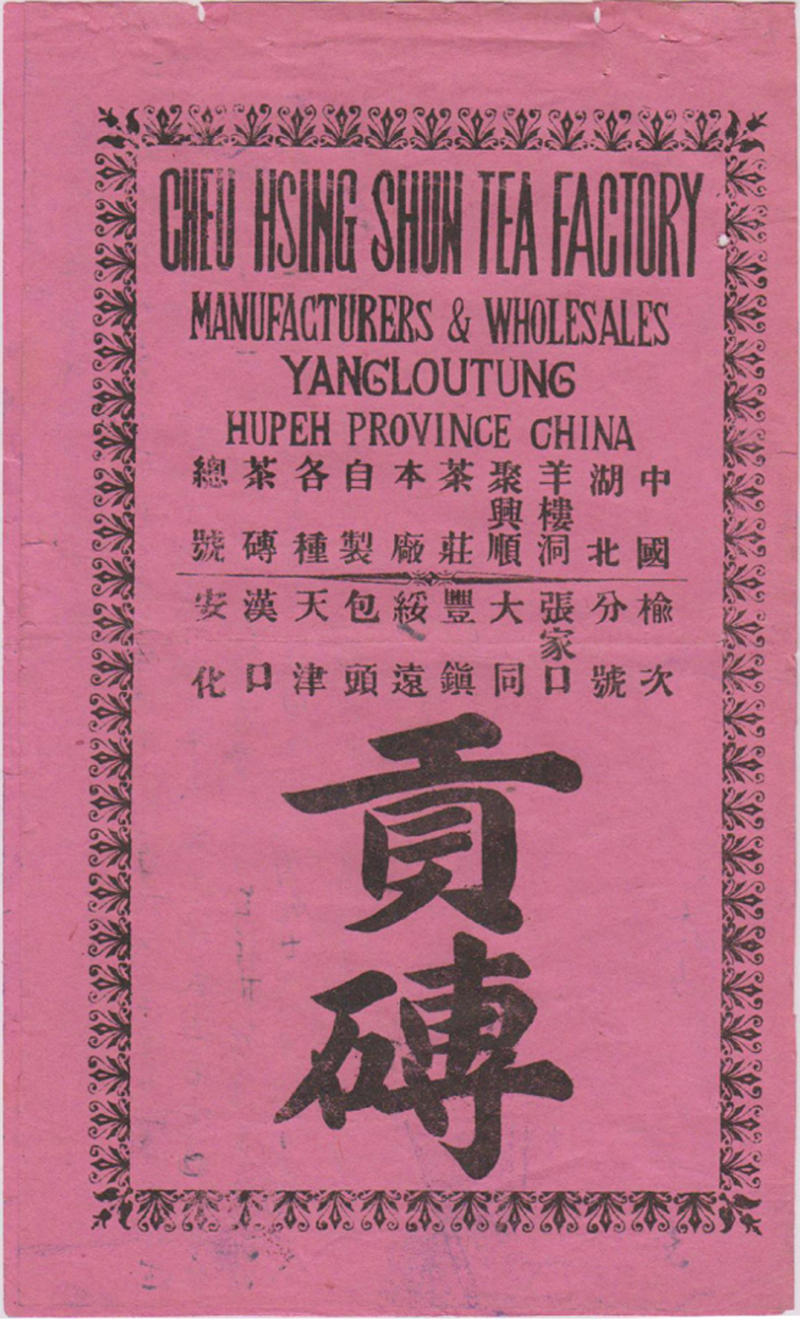 CHEU HSING SHUN TEA FACTORY
MANUFACTURERS & WHOLESALES
YANGLOUTUNG
HUPEH PROVINCE CHINA
中國
湖北
羊樓洞
聚興順
茶莊
本廠
自製
各種
茶磚
總號
榆次
分號
張家口
大同
豐鎭
綏遠
包頭
天津
漢口
安化
貢磚